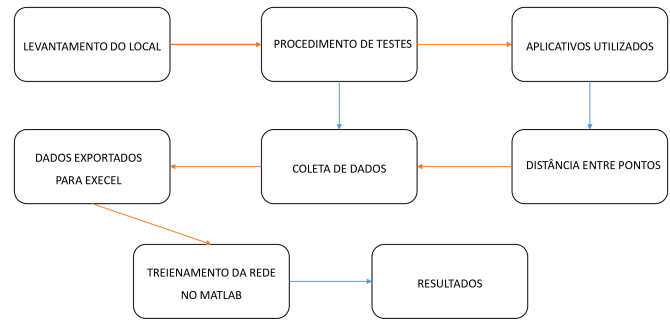 LEVANTAMENTO DO LOCAL
PROCEDIMENTO DE TESTES
APLICATIVOS UTILIZADOS
DADOS EXPORTADOS
PARA EXECEL
COLETA DE DADOS
DISTÂNCIA ENTRE PONTOS
TREIENAMENTO DA REDE
NO MATLAB
RESULTADOS